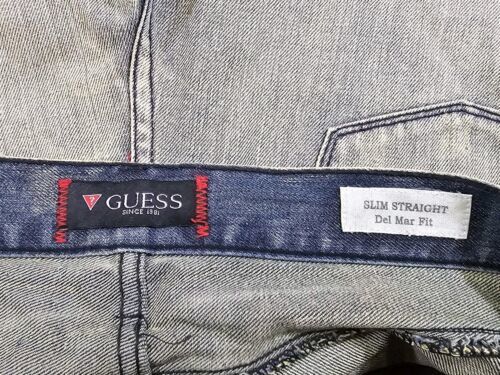 ?
GUESS
SINCE 1981
SLIM STRAIGHT
Del Mar Fit